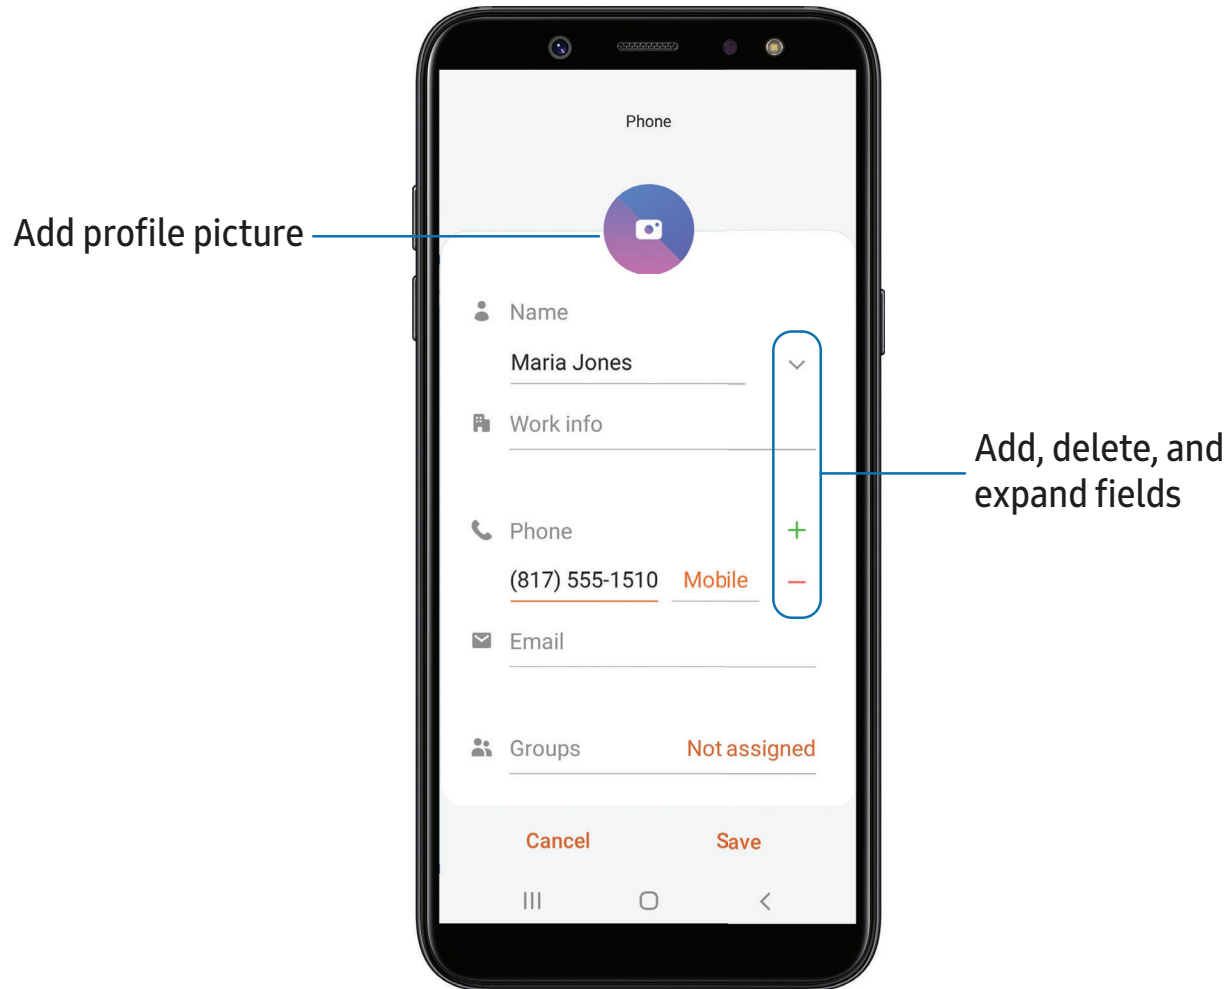 Phone
Add profile picture
Name
Maria Jones
Work info
Add, delete, and
expand fields
Phone
(817) 555-1510 Mobile
Email
Groups Not assigned
Cancel Save